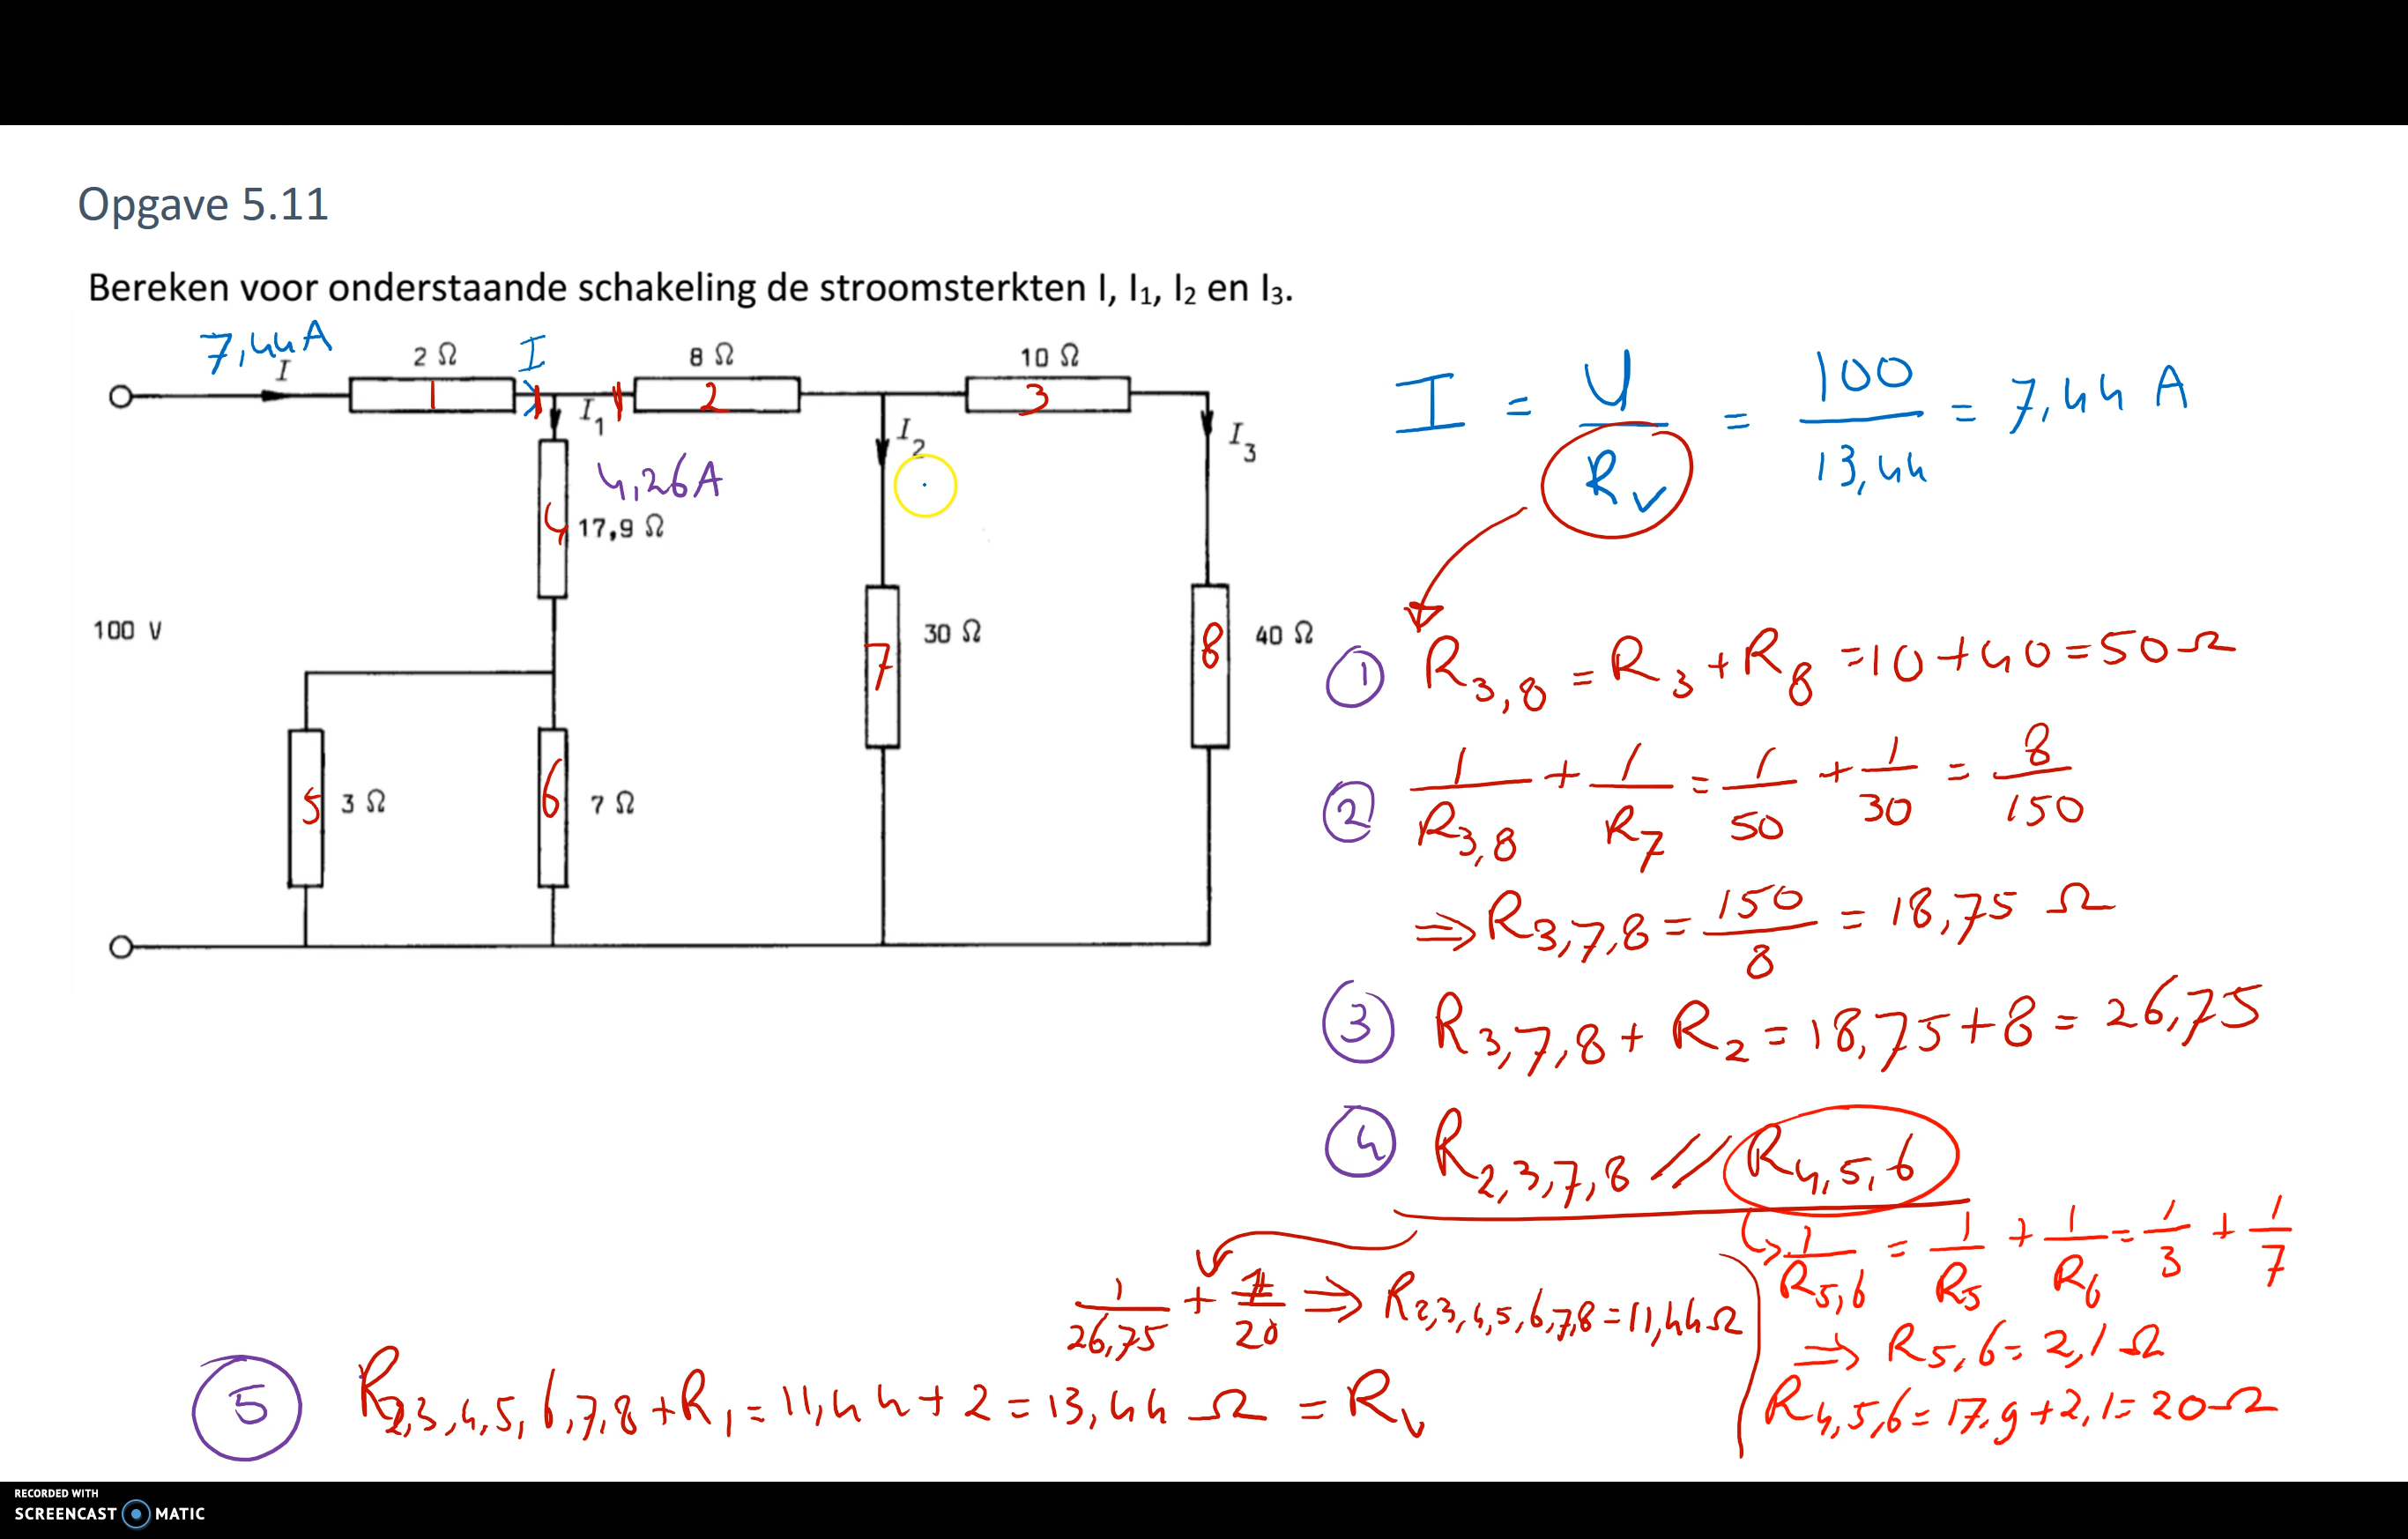 Opgave 5.11
Bereken voor onderstaande schakeling de stroomsterkten I, I₁, I₂ en I₃.
7,44A
I
2 Ω
I
8 Ω
10 Ω
1
2
3
I₁
I₂
I₃
4,26A
4
17,9 Ω
100 V
7
30 Ω
8
40 Ω
5
3 Ω
6
7 Ω
I = U/Rv = 100/13,44 = 7,44 A
① R3,8 = R3 + R8 = 10+40=50Ω
② 1/R3,8 + 1/R7 = 1/50 + 1/30 = 8/150
⇒ R3,7,8 = 150/8 = 18,75 Ω
③ R3,7,8 + R2 = 18,75+8 = 26,75
④ R2,3,7,8 // R4,5,6
↳ 1/R5,6 = 1/R5 + 1/R6 = 1/3 + 1/7
⇒ R5,6= 2,1 Ω
R4,5,6= 17,9+2,1= 20Ω
1/26,75 + 1/20 ⇒ R2,3,4,5,6,7,8 = 11,44Ω
⑤ R2,3,4,5,6,7,8 + R1 = 11,44+2 = 13,44 Ω = Rv
RECORDED WITH
SCREENCAST MATIC